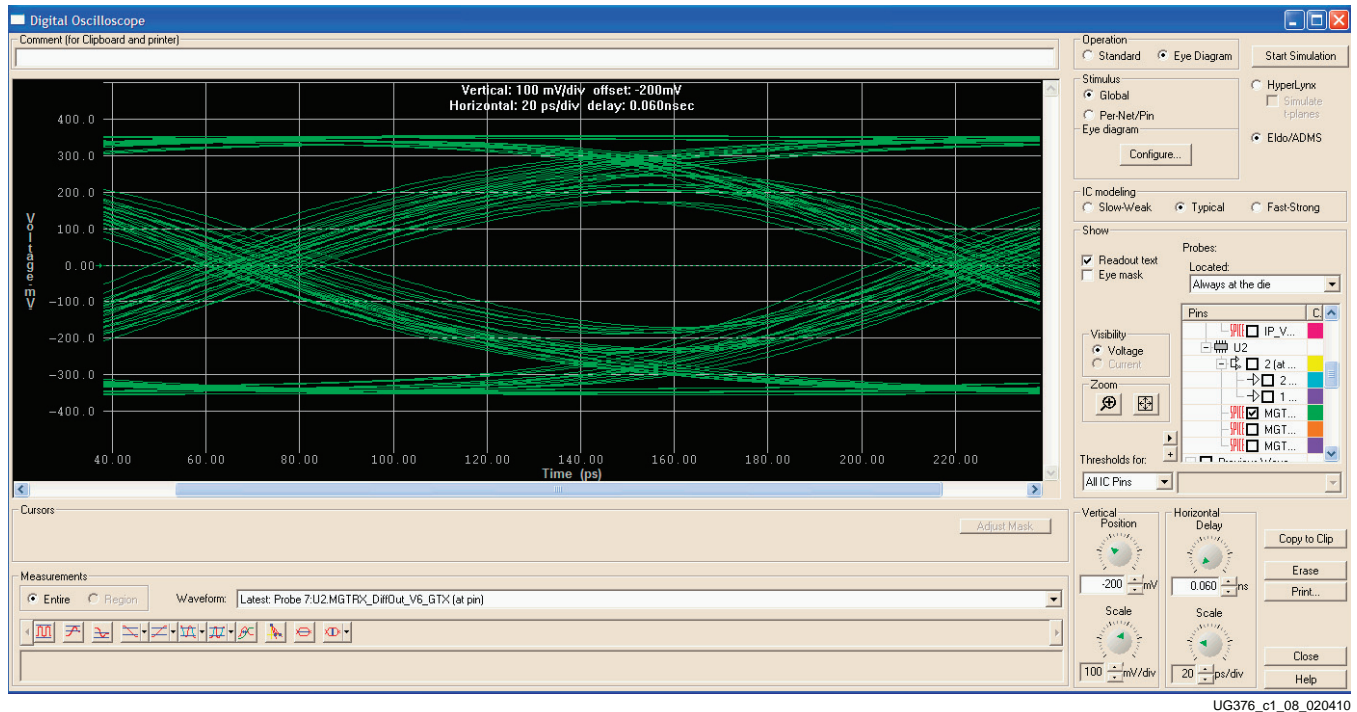 Digital Oscilloscope
Comment (for Clipboard and printer)
Vertical: 100 mV/div offset: -200mV
Horizontal: 20 ps/div delay: 0.060nsec
400.0
300.0
200.0
100.0
0.00
-100.0
-200.0
-300.0
-400.0
Voltage-mV
40.00 60.00 80.00 100.00 120.00 140.00 160.00 180.00 200.00 220.00
Time (ps)
Operation
Standard Eye Diagram
Start Simulation
Stimulus
Global
Per-Net/Pin
HyperLynx
Simulate
t-planes
Eldo/ADMS
Eye diagram
Configure...
IC modeling
Slow-Weak Typical Fast-Strong
Show
Readout text
Eye mask
Probes:
Located:
Always at the die
Pins C.
SPICE IP_V...
U2
2 (at ...
2 ...
1 ...
SPICE MGT...
SPICE MGT...
SPICE MGT...
Previous Wave
Visibility
Voltage
Current
Zoom
Thresholds for:
All IC Pins
Cursors
Adjust Mask
Measurements
Entire Region Waveform: Latest: Probe 7:U2.MGTRX_DiffOut_V6_GTX (at pin)
Vertical
Position
-200 mV
Scale
100 mV/div
Horizontal
Delay
0.060 ns
Scale
20 ps/div
Copy to Clip
Erase
Print...
Close
Help
UG376_c1_08_020410